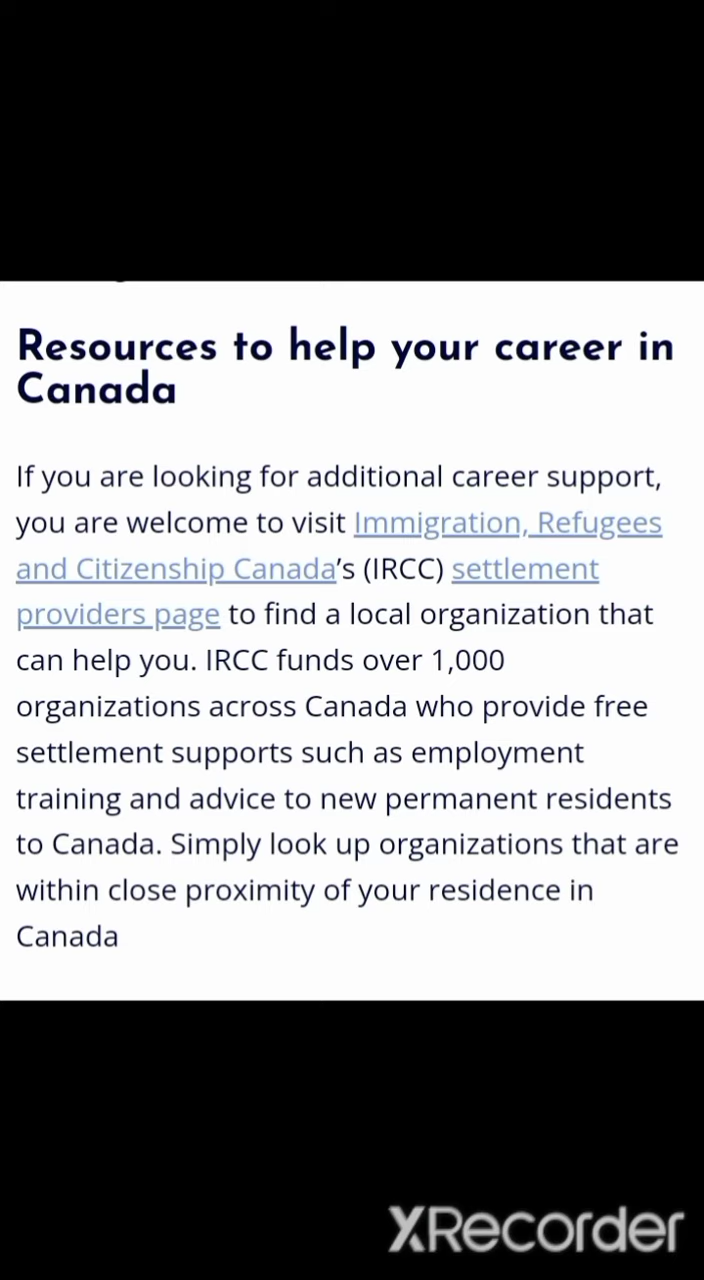 Resources to help your career in
Canada
If you are looking for additional career support,
you are welcome to visit Immigration, Refugees
and Citizenship Canada’s (IRCC) settlement
providers page to find a local organization that
can help you. IRCC funds over 1,000
organizations across Canada who provide free
settlement supports such as employment
training and advice to new permanent residents
to Canada. Simply look up organizations that are
within close proximity of your residence in
Canada
XRecorder